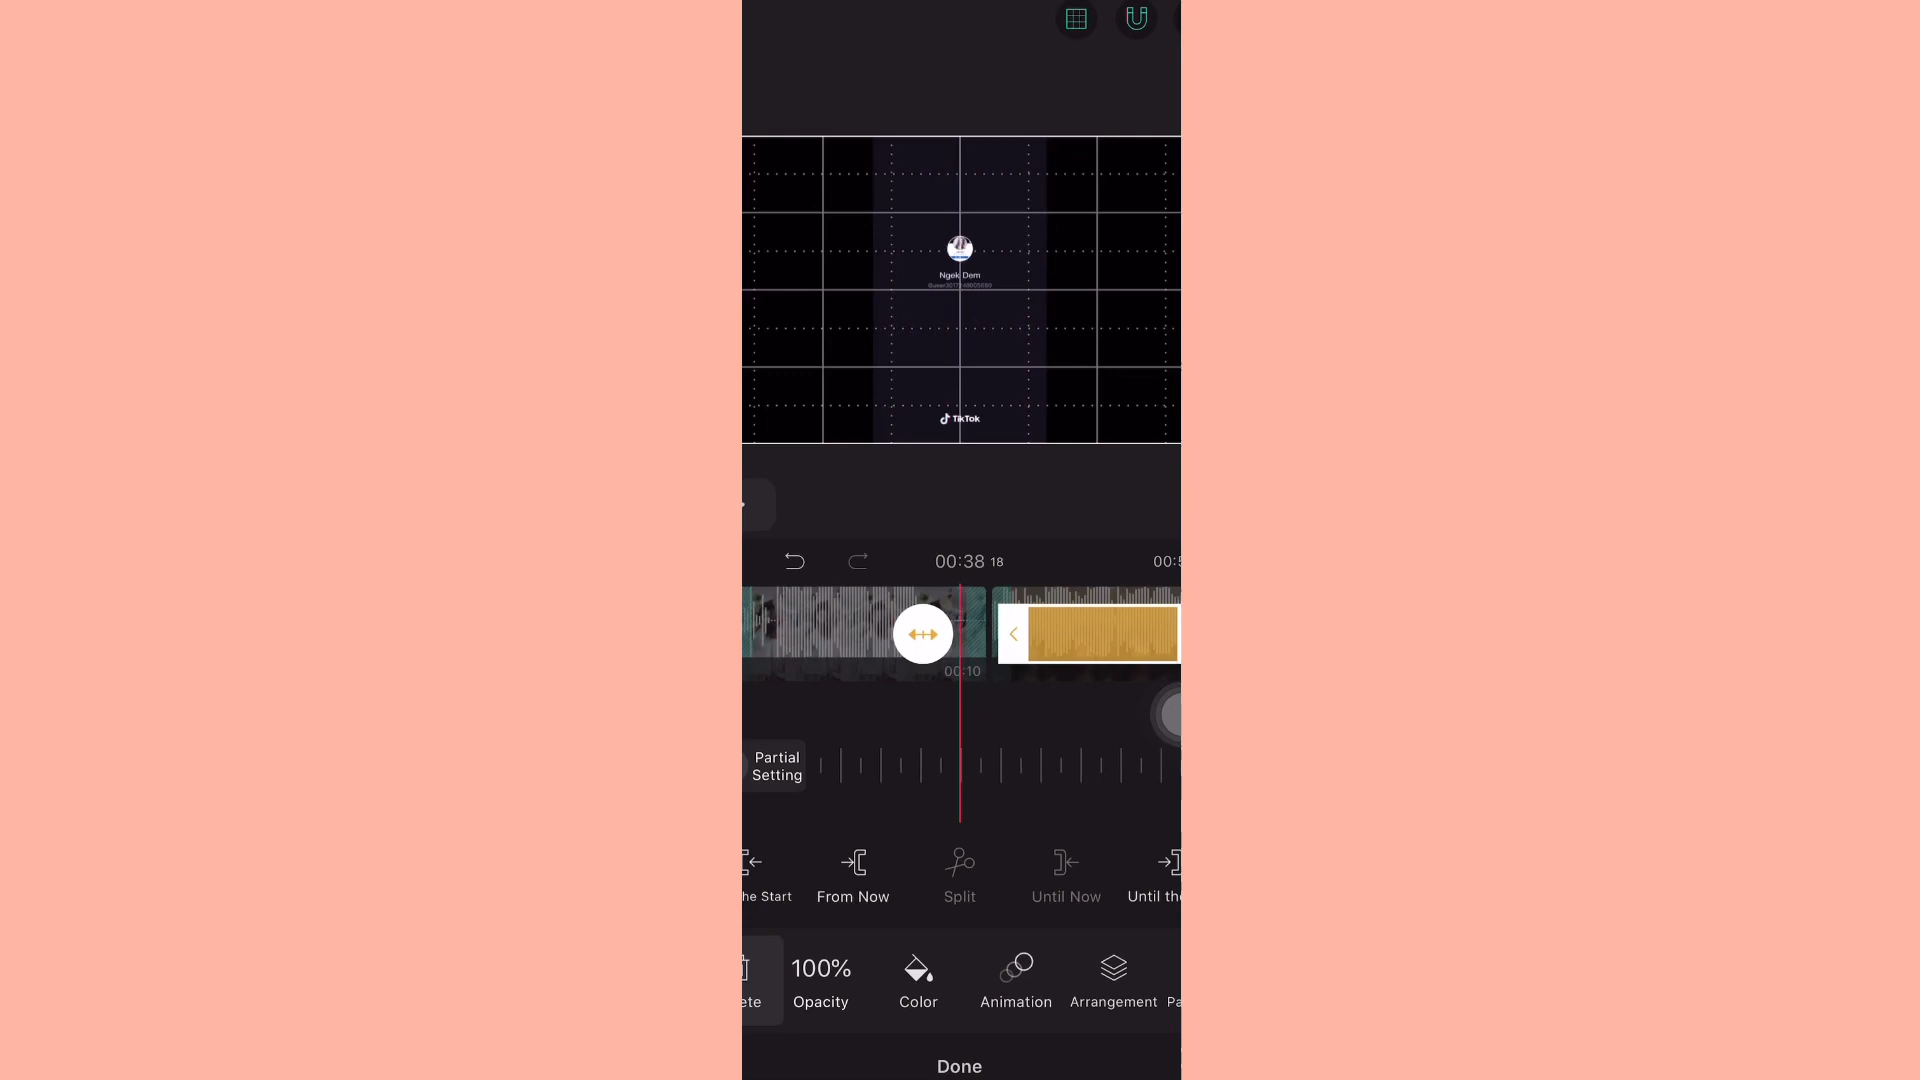 Ngek Dem
TikTok
00:38 18
00:5
00:10
Partial
Setting
he Start
From Now
Split
Until Now
Until the
ete
100%
Opacity
Color
Animation
Arrangement
Pa
Done